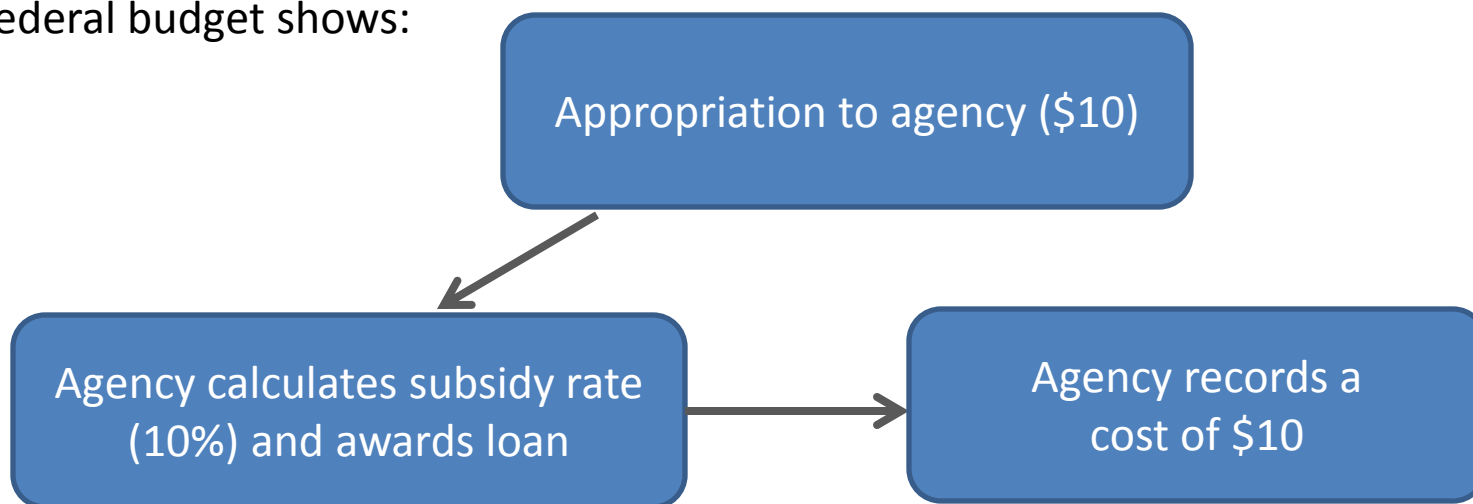 ederal budget shows:
Appropriation to agency ($10)
Agency calculates subsidy rate
(10%) and awards loan
Agency records a
cost of $10